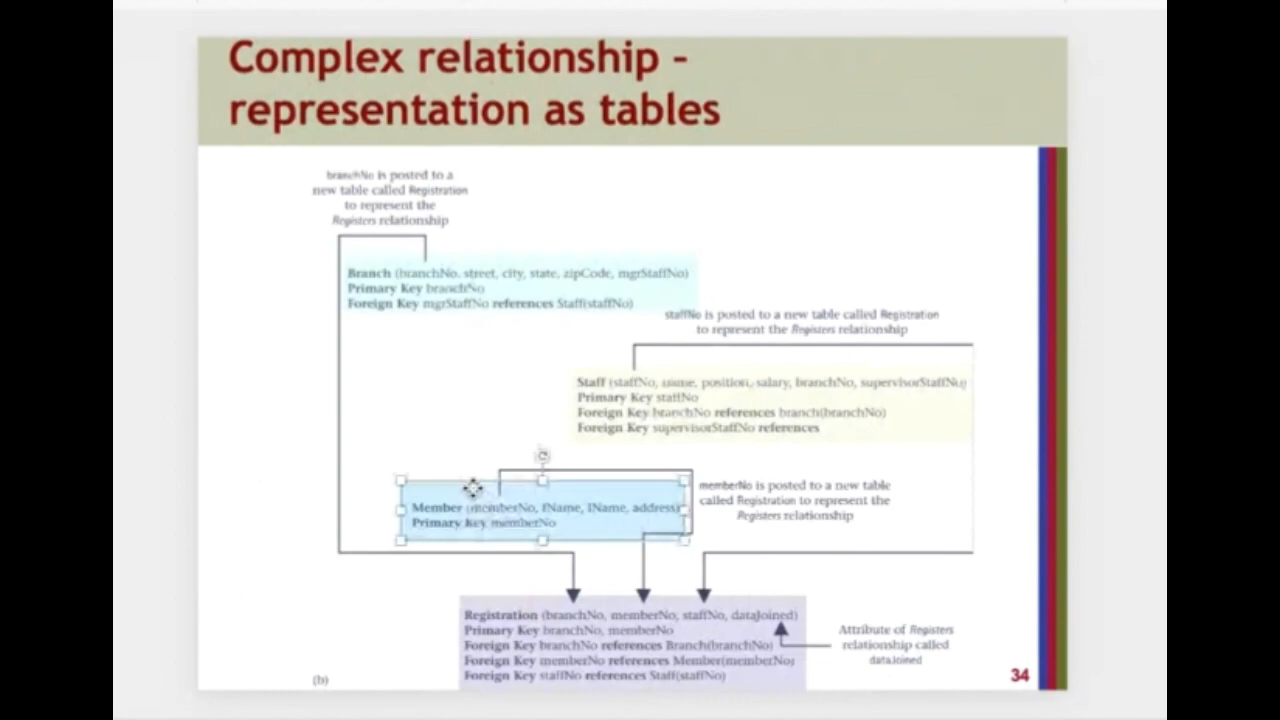 Complex relationship –
representation as tables
branchNo is posted to a
new table called Registration
to represent the
Registers relationship
Branch (branchNo. street, city, state, zipCode, mgrStaffNo)
Primary Key branchNo
Foreign Key mgrStaffNo references Staff(staffNo)
staffNo is posted to a new table called Registration
to represent the Registers relationship
Staff (staffNo, name, position, salary, branchNo, supervisorStaffNo)
Primary Key staffNo
Foreign Key branchNo references branch(branchNo)
Foreign Key supervisorStaffNo references
Member (memberNo, fName, lName, address)
Primary Key memberNo
memberNo is posted to a new table
called Registration to represent the
Registers relationship
Registration (branchNo, memberNo, staffNo, dataJoined)
Primary Key branchNo, memberNo
Foreign Key branchNo references Branch(branchNo)
Foreign Key memberNo references Member(memberNo)
Foreign Key staffNo references Staff(staffNo)
Attribute of Registers
relationship called
dataJoined
(b)
34